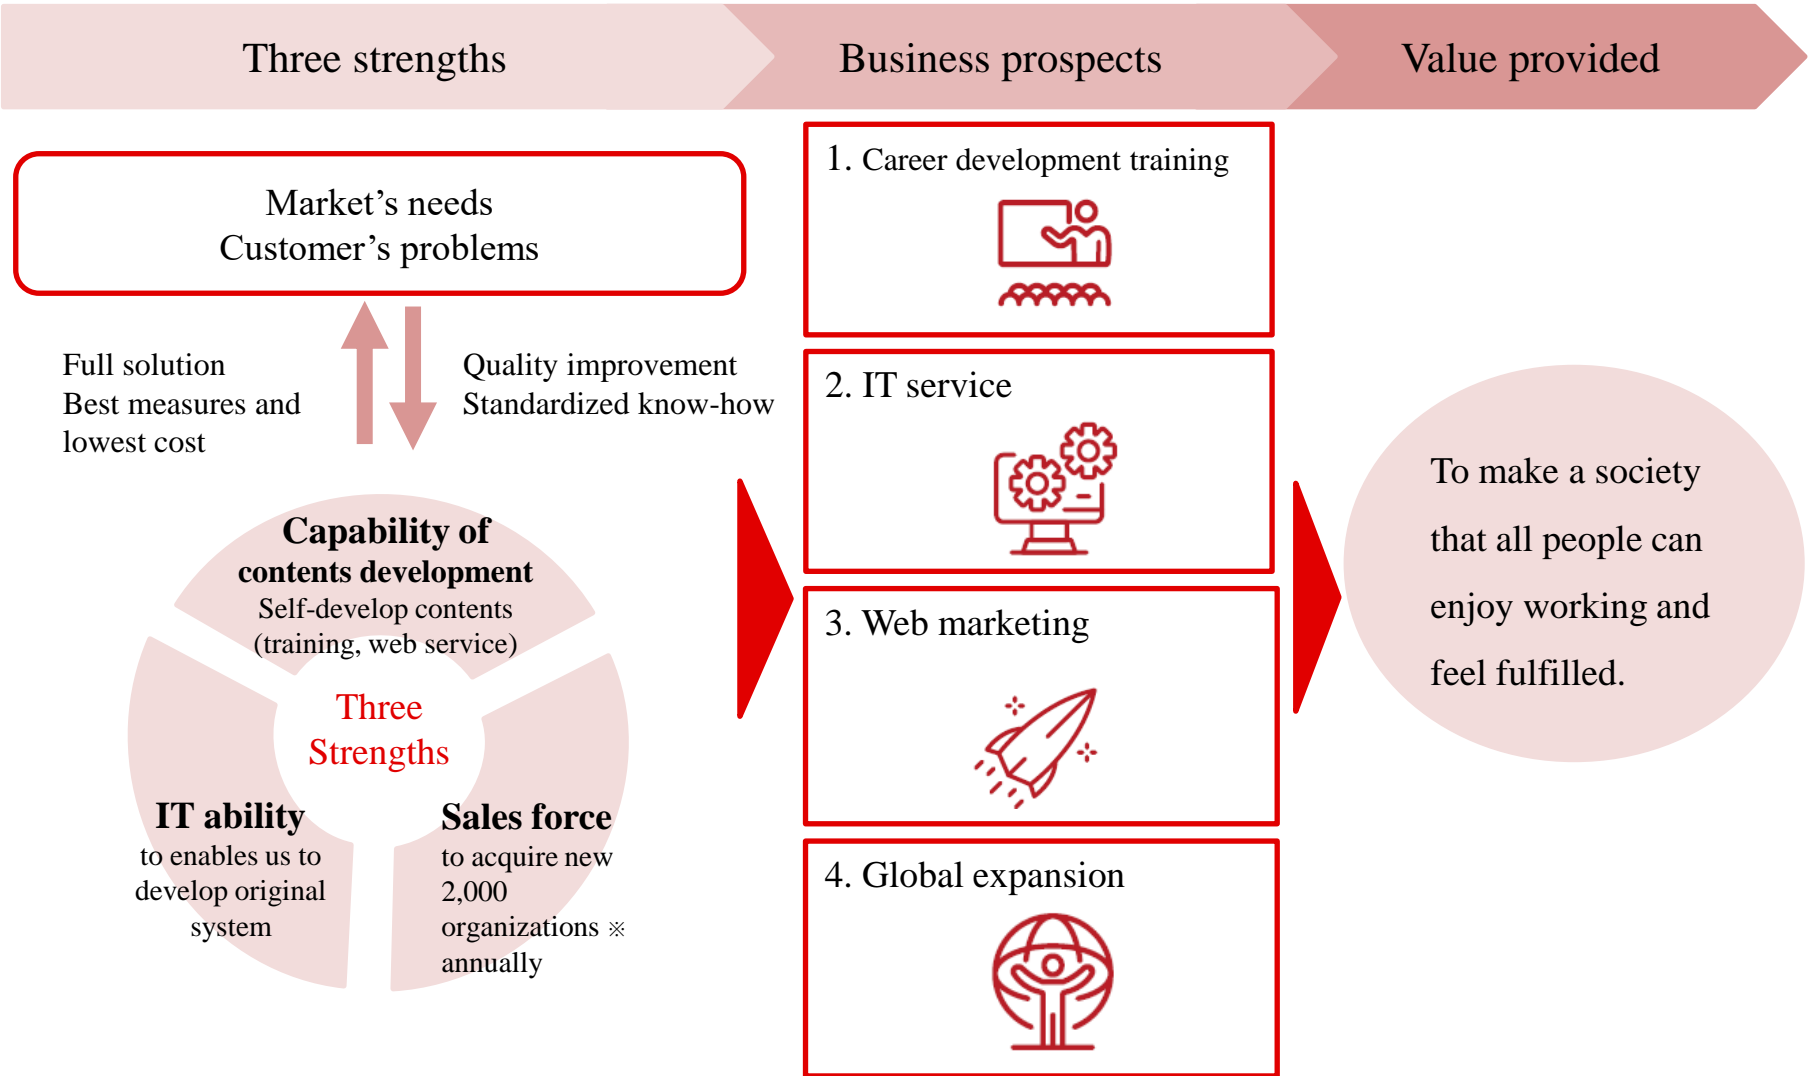 Three strengths
Business prospects
Value provided
Market’s needs
Customer’s problems
Full solution
Best measures and
lowest cost
Quality improvement
Standardized know-how
Capability of
contents development
Self-develop contents
(training, web service)
Three
Strengths
IT ability
to enables us to
develop original
system
Sales force
to acquire new
2,000
organizations ※
annually
1. Career development training
2. IT service
3. Web marketing
4. Global expansion
To make a society
that all people can
enjoy working and
feel fulfilled.